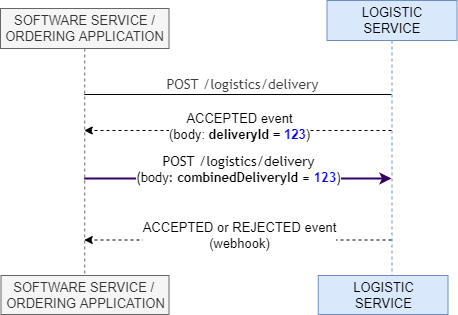 SOFTWARE SERVICE /
ORDERING APPLICATION
LOGISTIC
SERVICE
POST /logistics/delivery
ACCEPTED event
(body: deliveryId = 123)
POST /logistics/delivery
(body: combinedDeliveryId = 123)
ACCEPTED or REJECTED event
(webhook)
SOFTWARE SERVICE /
ORDERING APPLICATION
LOGISTIC
SERVICE